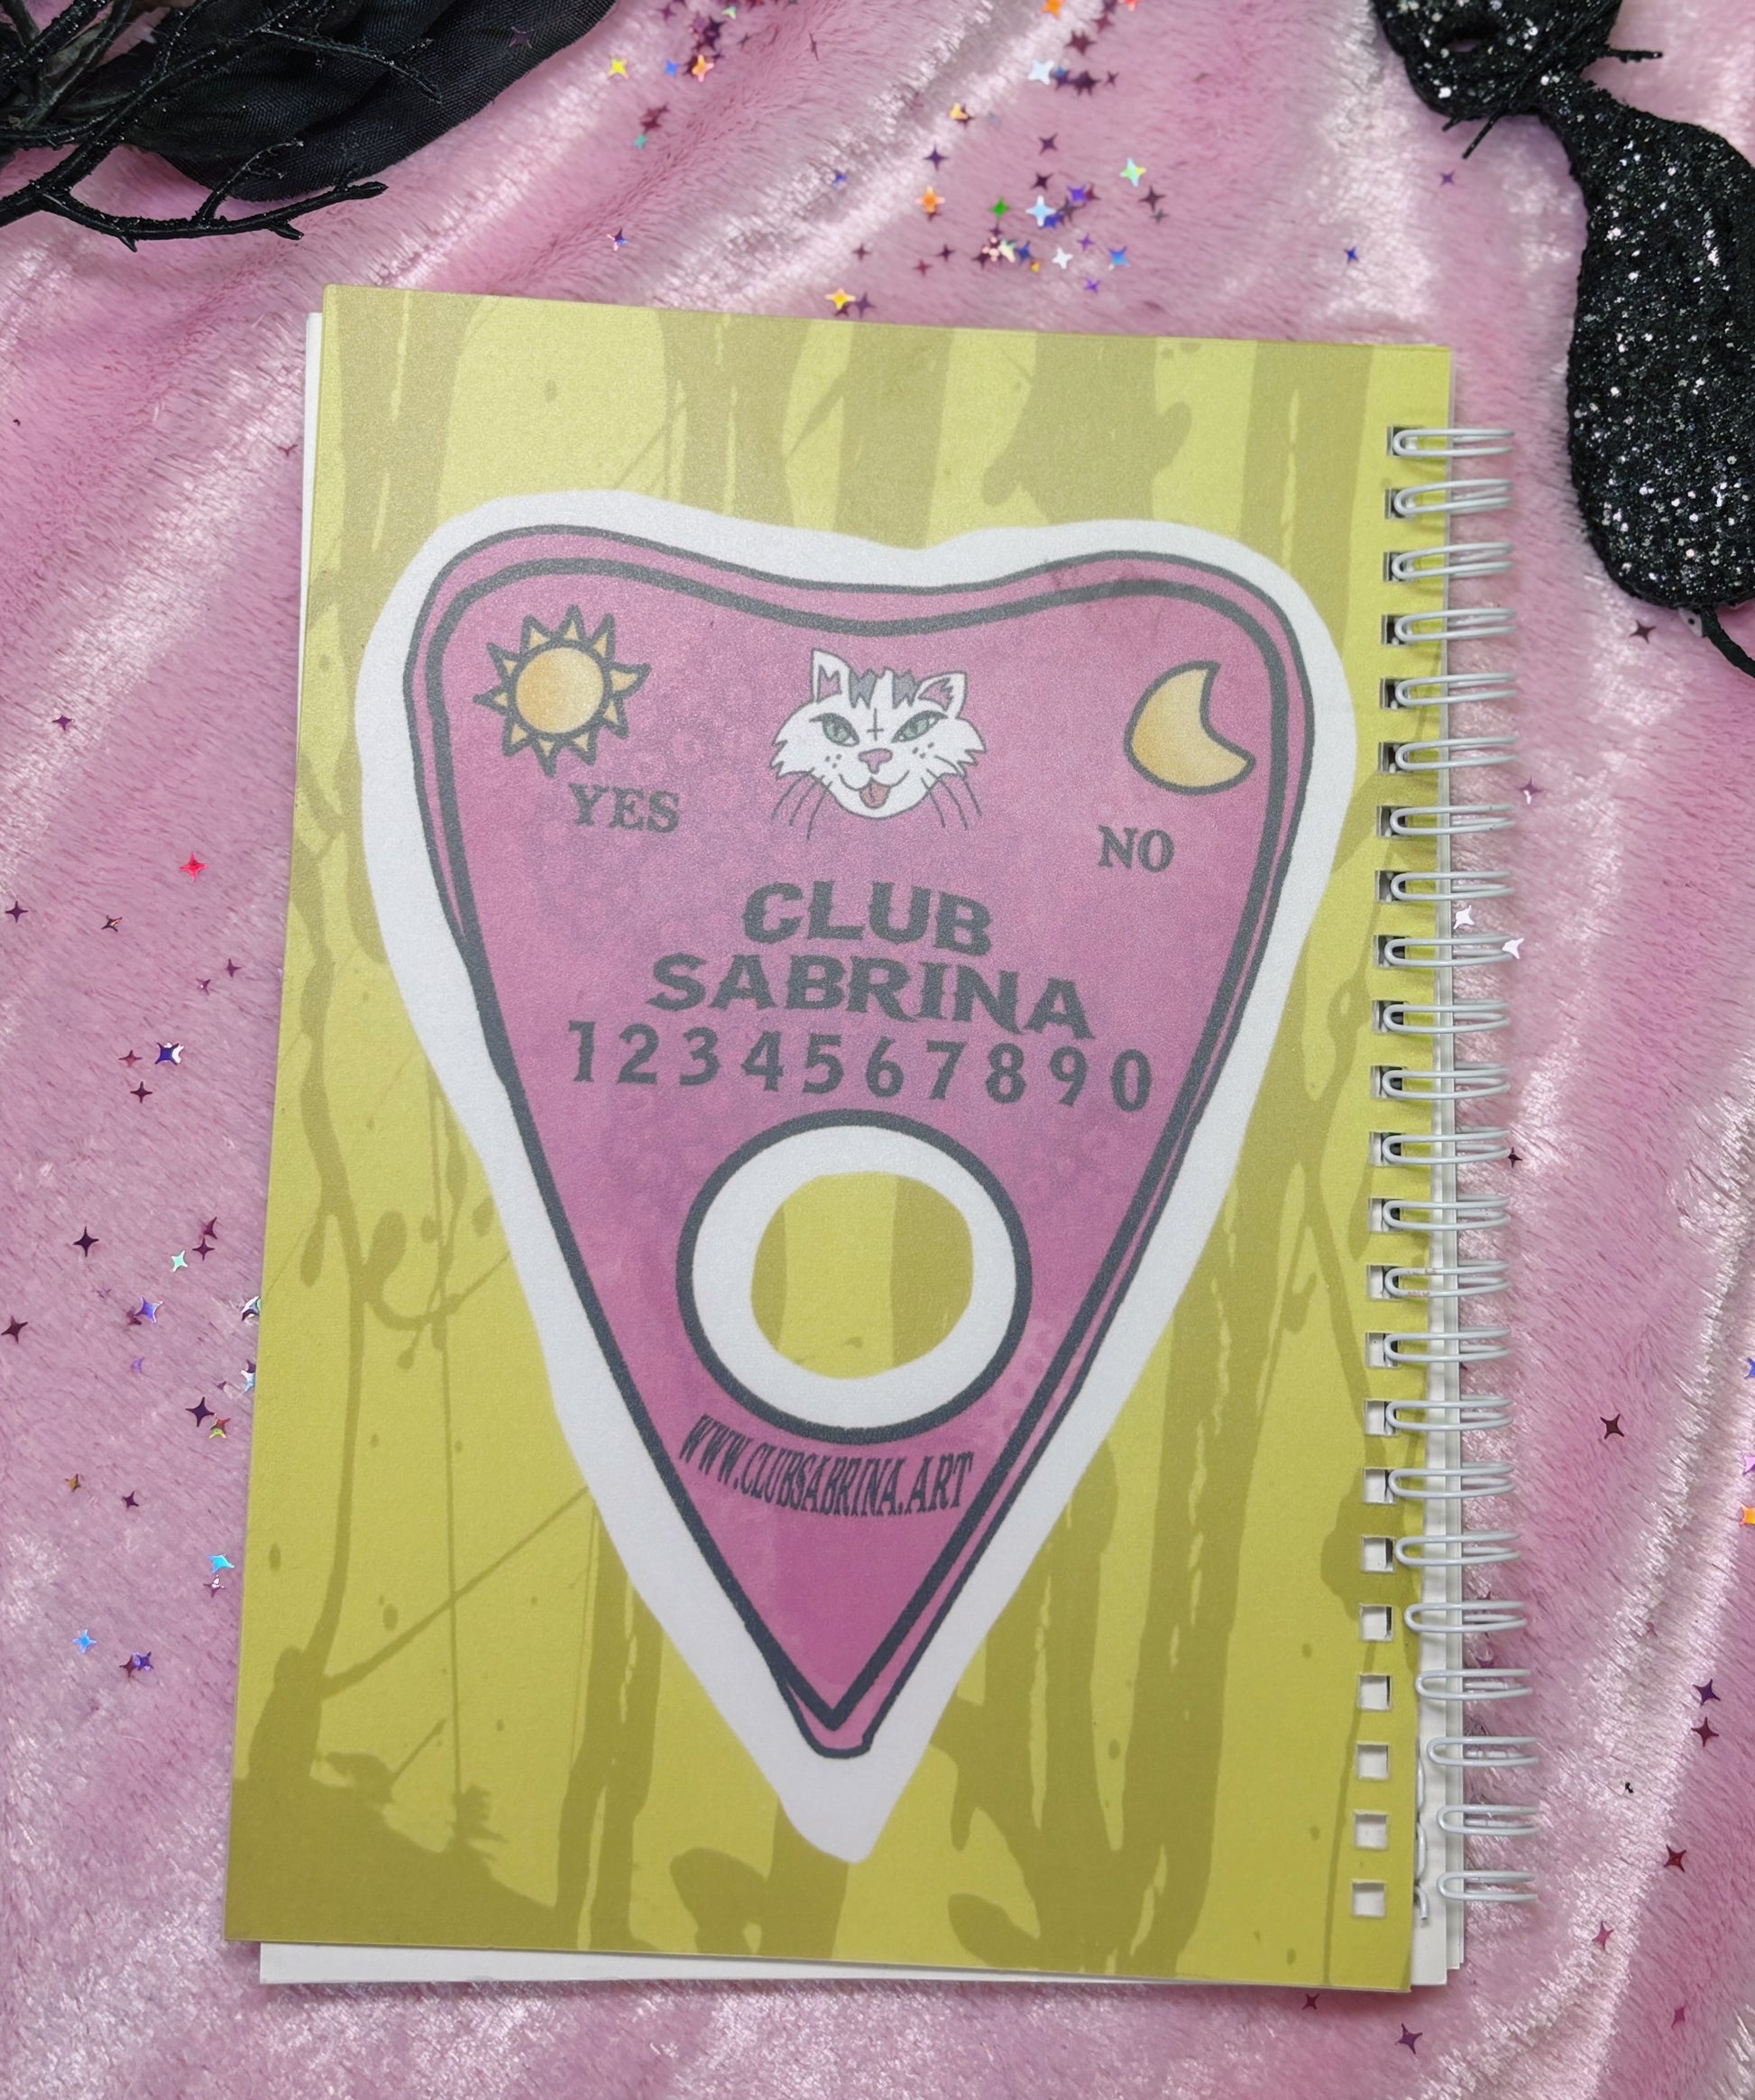 YES
NO
CLUB
SABRINA
1234567890
WWW.CLUBSABRINA.ART